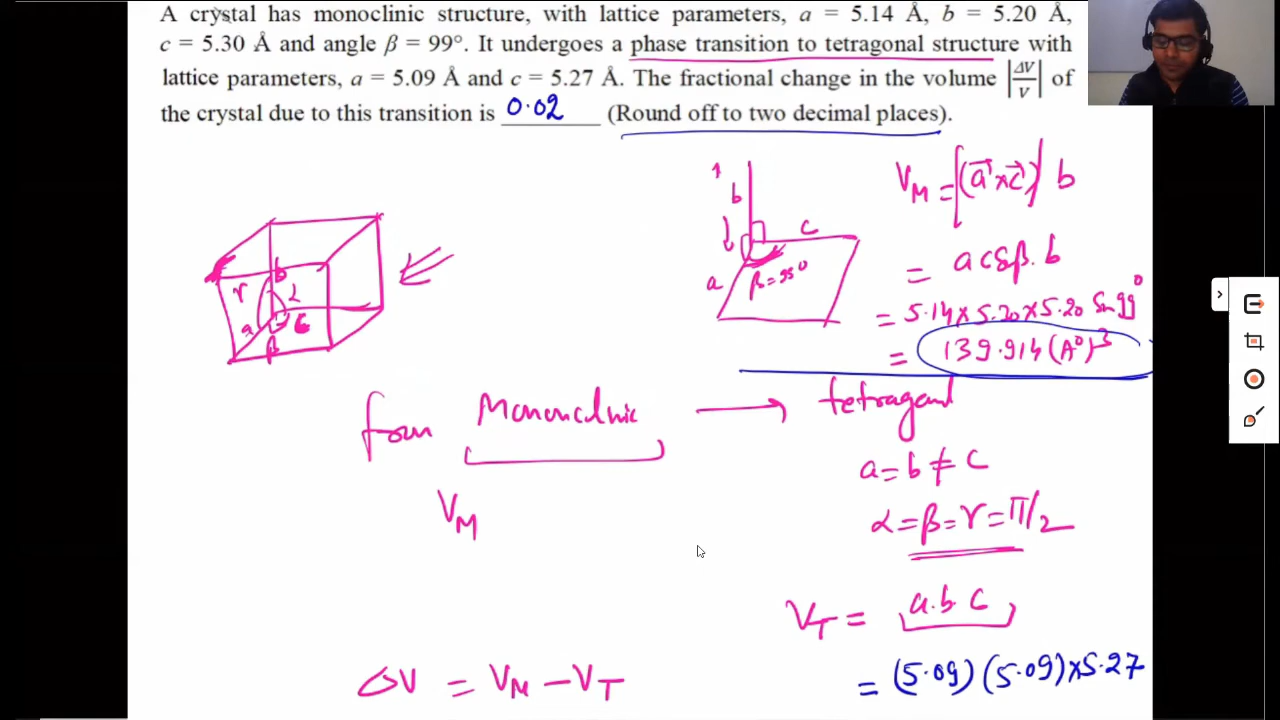 A crystal has monoclinic structure, with lattice parameters, a = 5.14 Å, b = 5.20 Å,
c = 5.30 Å and angle β = 99°. It undergoes a phase transition to tetragonal structure with
lattice parameters, a = 5.09 Å and c = 5.27 Å. The fractional change in the volume |ΔV/V| of
the crystal due to this transition is 0.02 (Round off to two decimal places).
b
c
a
β = 99°
V_M = |(a⃗ × c⃗)| b
= a c sinβ. b
= 5.14 × 5.20 × 5.20 Sin 99°
= 139.914 (A°)³
b
γ
α
a
c
β
from Monoclinic → tetragonal
a = b ≠ c
V_M
α = β = γ = π/2
V_T = a.b.c
ΔV = V_M − V_T
= (5.09) (5.09) × 5.27